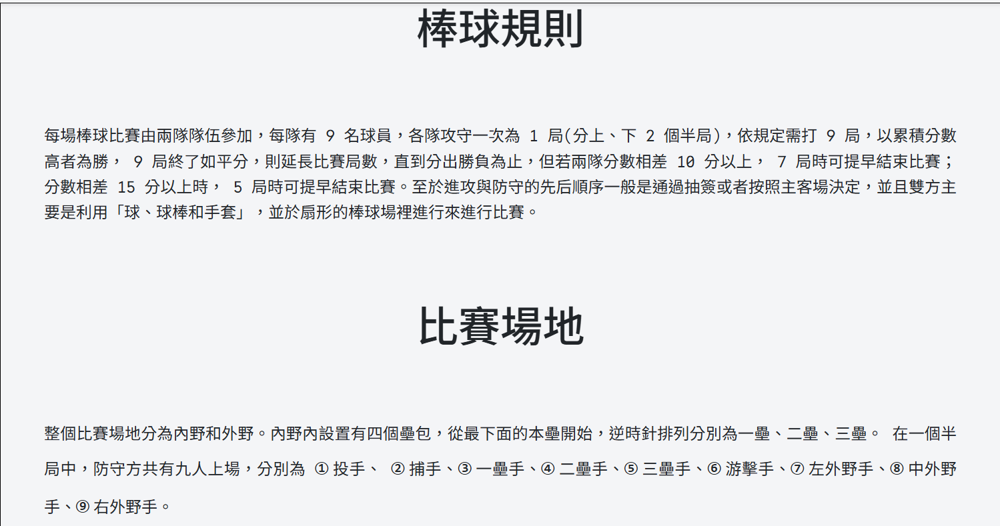 棒球規則
每場棒球比賽由兩隊隊伍參加，每隊有 9 名球員，各隊攻守一次為 1 局(分上、下 2 個半局)，依規定需打 9 局，以累積分數
高者為勝， 9 局終了如平分，則延長比賽局數，直到分出勝負為止，但若兩隊分數相差 10 分以上， 7 局時可提早結束比賽；
分數相差 15 分以上時， 5 局時可提早結束比賽。至於進攻與防守的先后順序一般是通過抽簽或者按照主客場決定，並且雙方主
要是利用「球、球棒和手套」，並於扇形的棒球場裡進行來進行比賽。
比賽場地
整個比賽場地分為內野和外野。內野內設置有四個壘包，從最下面的本壘開始，逆時針排列分別為一壘、二壘、三壘。 在一個半
局中，防守方共有九人上場，分別為 ①投手、 ②捕手、③一壘手、④二壘手、⑤三壘手、⑥游擊手、⑦左外野手、⑧中外野
手、⑨右外野手。